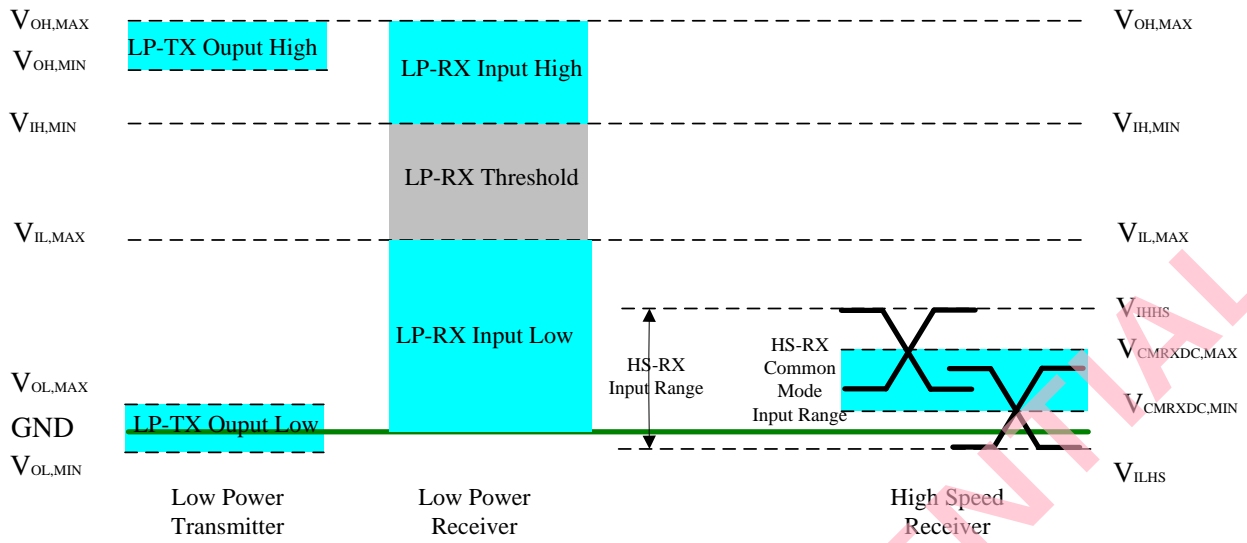 VOH,MAX
LP-TX Ouput High
VOH,MIN
LP-RX Input High
VOH,MAX
VIH,MIN
VIH,MIN
LP-RX Threshold
VIL,MAX
VIL,MAX
LP-RX Input Low
HS-RX
Input Range
HS-RX
Common
Mode
Input Range
VIHHS
VCMRXDC,MAX
VCMRXDC,MIN
VOL,MAX
GND
LP-TX Ouput Low
VOL,MIN
VILHS
Low Power
Transmitter
Low Power
Receiver
High Speed
Receiver
NTIAL